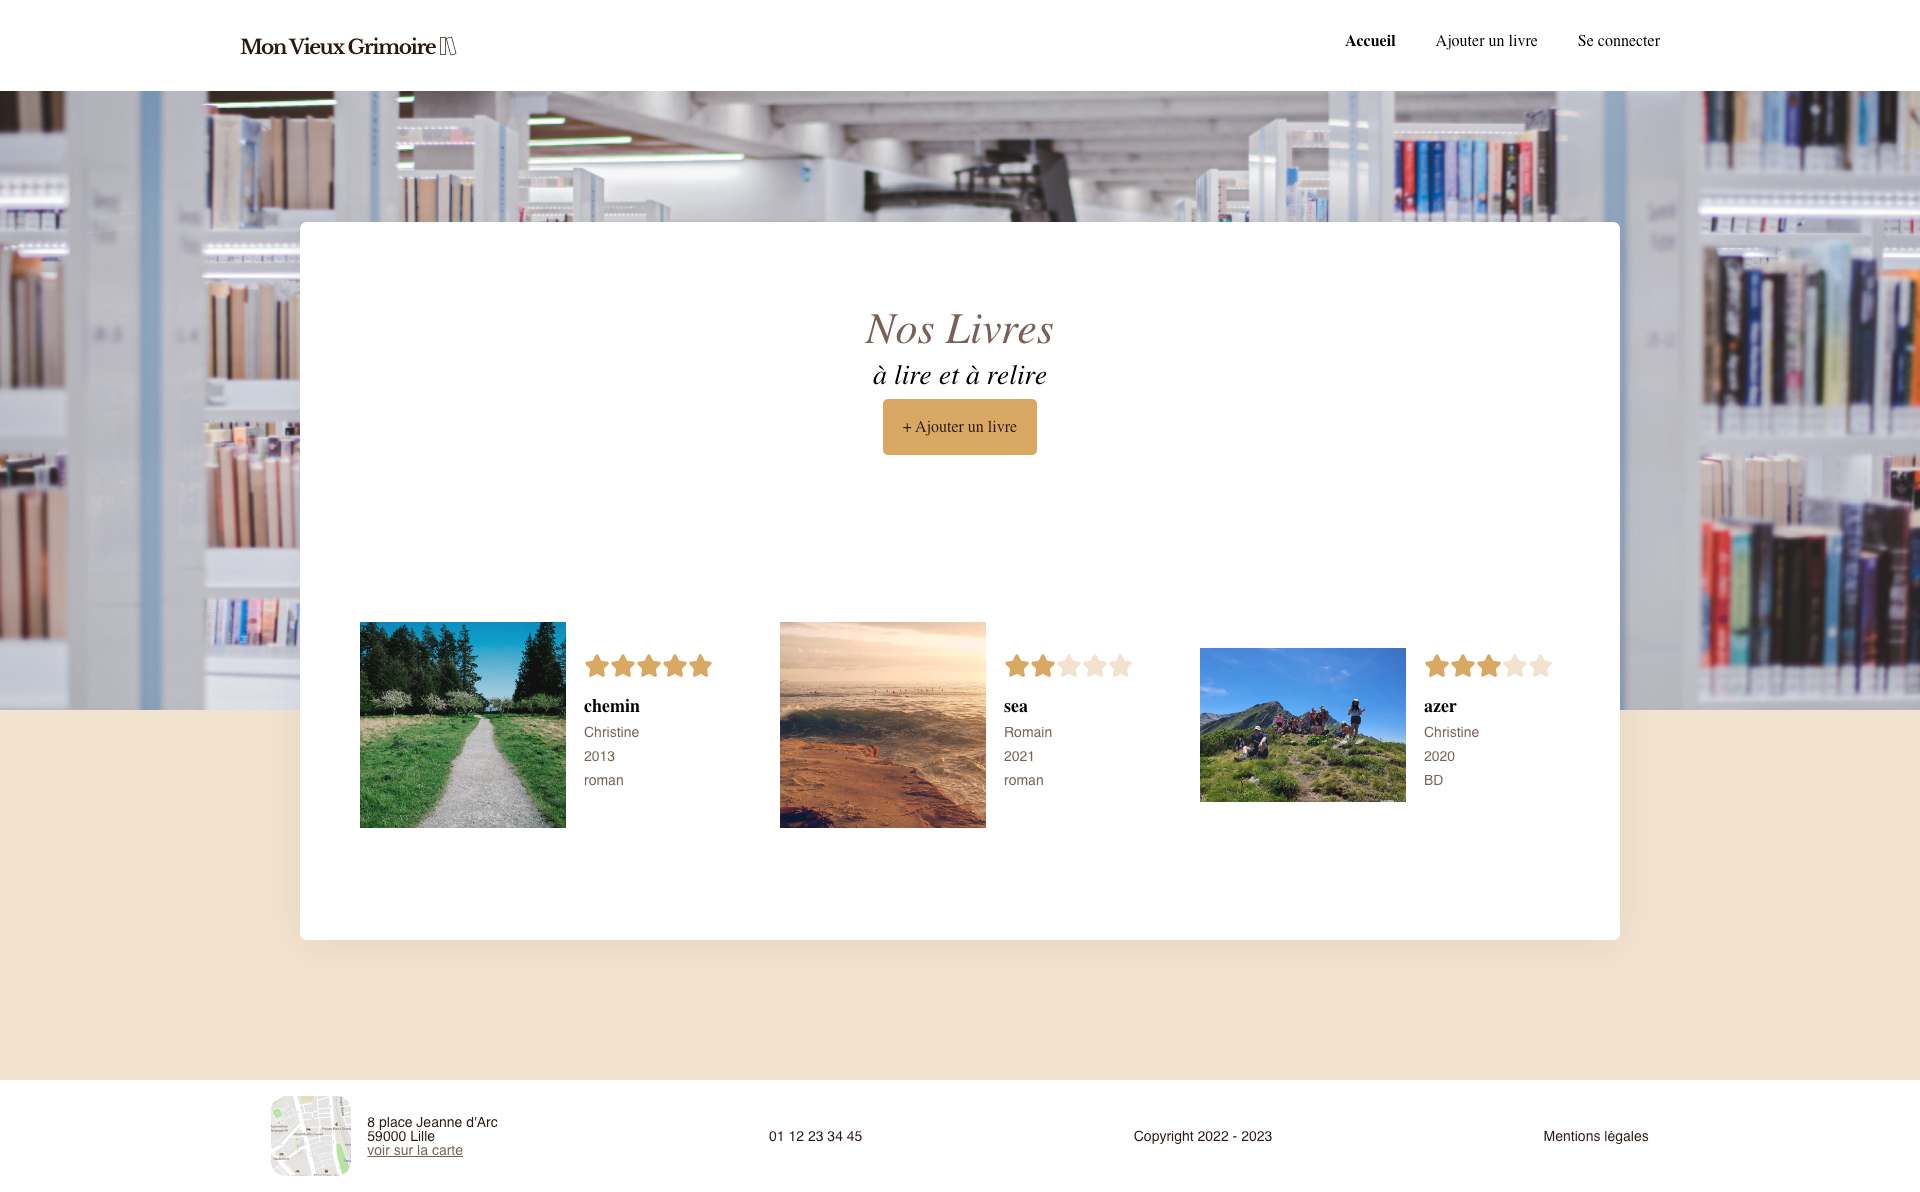 Mon Vieux Grimoire
Accueil
Ajouter un livre
Se connecter
Nos Livres
à lire et à relire
+ Ajouter un livre
chemin
Christine
2013
roman
sea
Romain
2021
roman
azer
Christine
2020
BD
8 place Jeanne d'Arc
59000 Lille
voir sur la carte
01 12 23 34 45
Copyright 2022 - 2023
Mentions légales